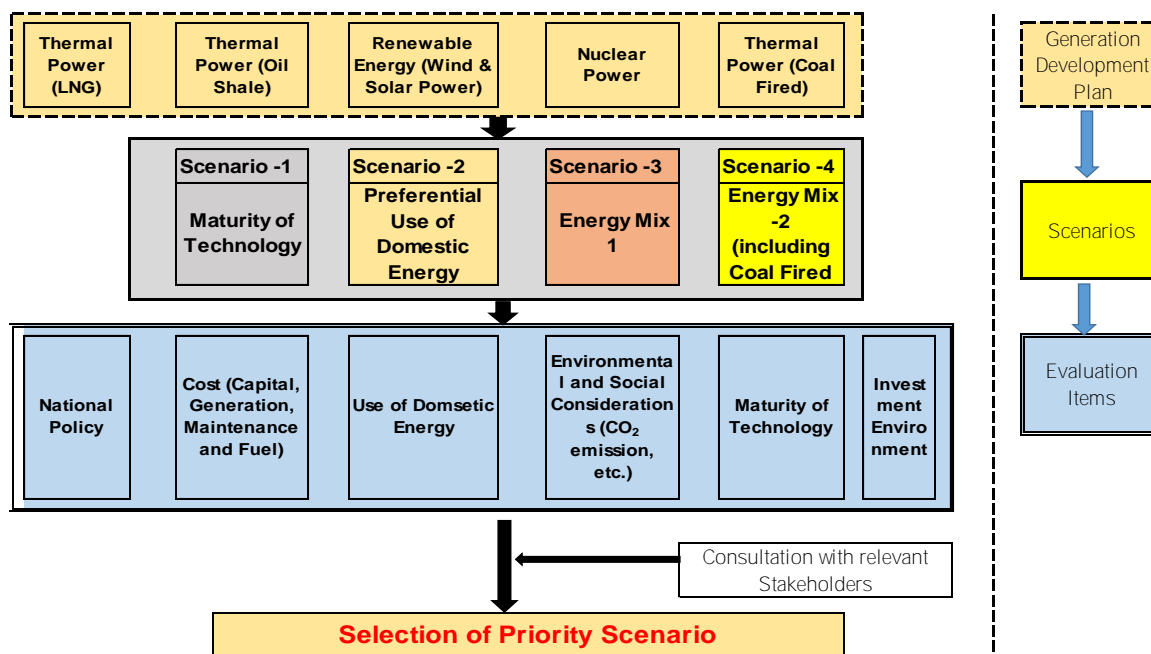 Thermal
Power
(LNG)
Thermal
Power (Oil
Shale)
Renewable
Energy (Wind &
Solar Power)
Nuclear
Power
Thermal
Power (Coal
Fired)
Scenario -1
Maturity of
Technology
Scenario -2
Preferential
Use of
Domestic
Energy
Scenario -3
Energy Mix
1
Scenario -4
Energy Mix
-2
(including
Coal Fired
National
Policy
Cost (Capital,
Generation,
Maintenance
and Fuel)
Use of Domsetic
Energy
Environmenta
l and Social
Consideration
s (CO₂
emission,
etc.)
Maturity of
Technology
Invest
ment
Environ
nment
Consultation with relevant
Stakeholders
Selection of Priority Scenario
Generation
Development
Plan
Scenarios
Evaluation
Items